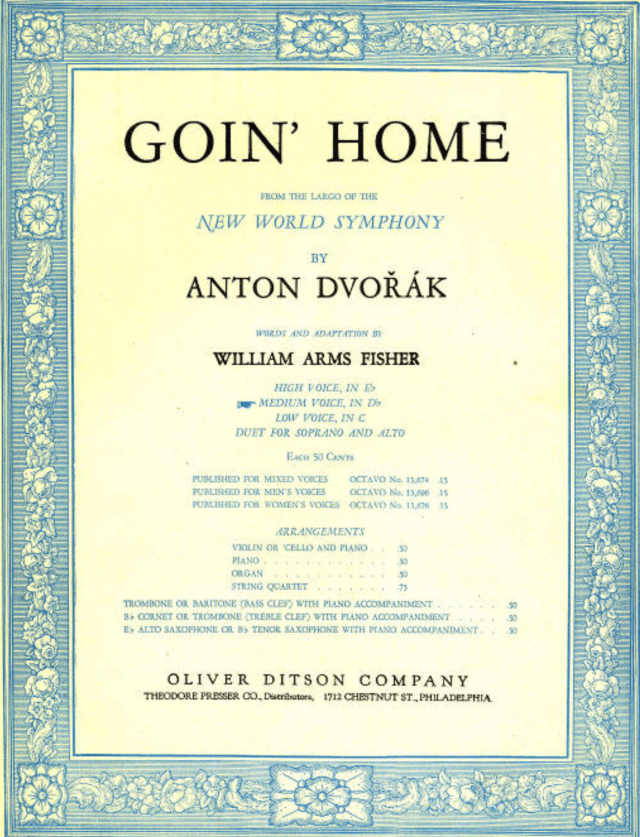 GOIN' HOME
FROM THE LARGO OF THE
NEW WORLD SYMPHONY
BY
ANTON DVOŘÁK
WORDS AND ADAPTATION BY
WILLIAM ARMS FISHER
HIGH VOICE, IN E♭
MEDIUM VOICE, IN D♭
LOW VOICE, IN C
DUET FOR SOPRANO AND ALTO
EACH 50 CENTS
PUBLISHED FOR MIXED VOICES OCTAVO No. 13,674 .15
PUBLISHED FOR MEN'S VOICES OCTAVO No. 13,696 .15
PUBLISHED FOR WOMEN'S VOICES OCTAVO No. 13,676 .15
ARRANGEMENTS
VIOLIN OR 'CELLO AND PIANO . . .50
PIANO . . . . . . . . . . . . .50
ORGAN . . . . . . . . . . . . .50
STRING QUARTET . . . . . . . . .75
TROMBONE OR BARITONE (BASS CLEF) WITH PIANO ACCOMPANIMENT . . . . . . .50
B♭ CORNET OR TROMBONE (TREBLE CLEF) WITH PIANO ACCOMPANIMENT . . . . . .50
E♭ ALTO SAXOPHONE OR B♭ TENOR SAXOPHONE WITH PIANO ACCOMPANIMENT . . .50
OLIVER DITSON COMPANY
THEODORE PRESSER CO., Distributors, 1712 CHESTNUT ST., PHILADELPHIA